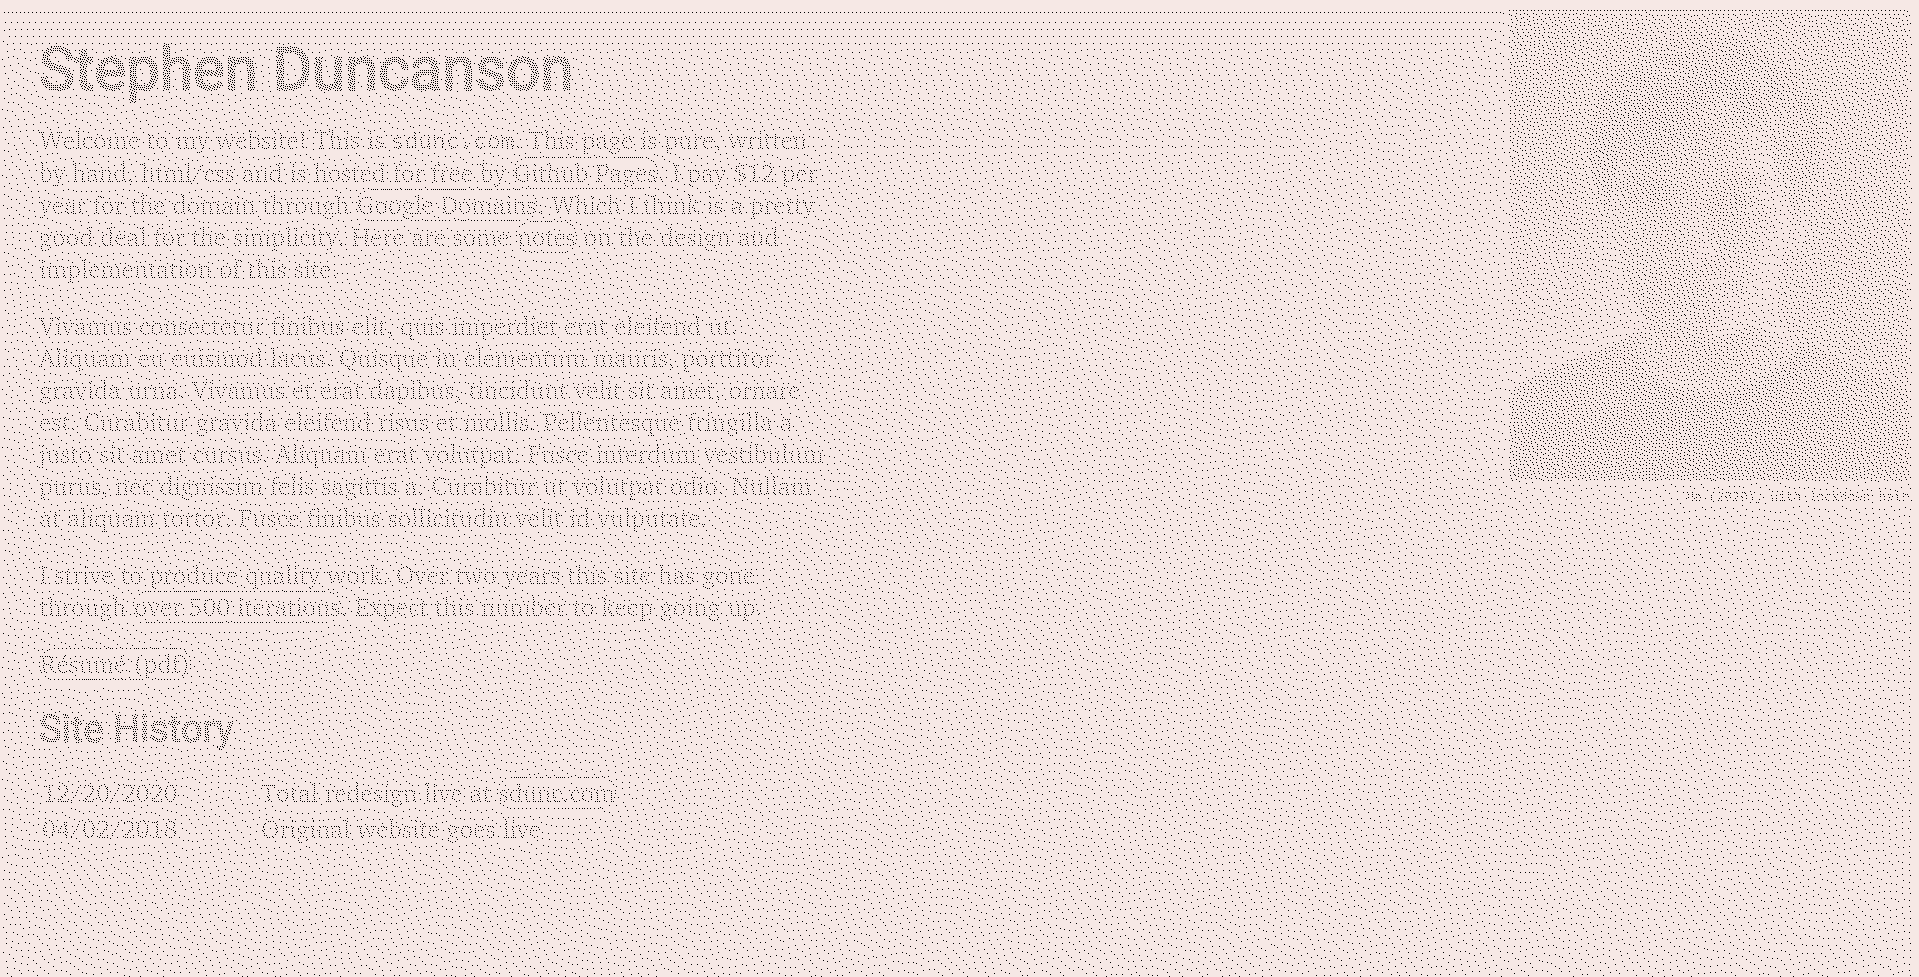 Stephen Duncanson
Welcome to my website! This is sdunc.com. This page is pure, written
by hand, html/css and is hosted for free by Github Pages. I pay $12 per
year for the domain through Google Domains. Which I think is a pretty
good deal for the simplicity. Here are some notes on the design and
implementation of this site.
Vivamus consectetur finibus elit, quis imperdiet erat eleifend ut.
Aliquam eu euismod lacus. Quisque in elementum mauris, porttitor
gravida urna. Vivamus et erat dapibus, tincidunt velit sit amet, ornare
est. Curabitur gravida eleifend risus et mollis. Pellentesque fringilla a
justo sit amet cursus. Aliquam erat volutpat. Fusce interdum vestibulum
purus, nec dignissim felis sagittis a. Curabitur ut volutpat odio. Nullam
at aliquam tortor. Fusce finibus sollicitudin velit id vulputate.
I strive to produce quality work. Over two years this site has gone
through over 500 iterations. Expect this number to keep going up.
Résumé (pdf)
Site History
12/20/2020 Total redesign live at sdunc.com
04/02/2018 Original website goes live